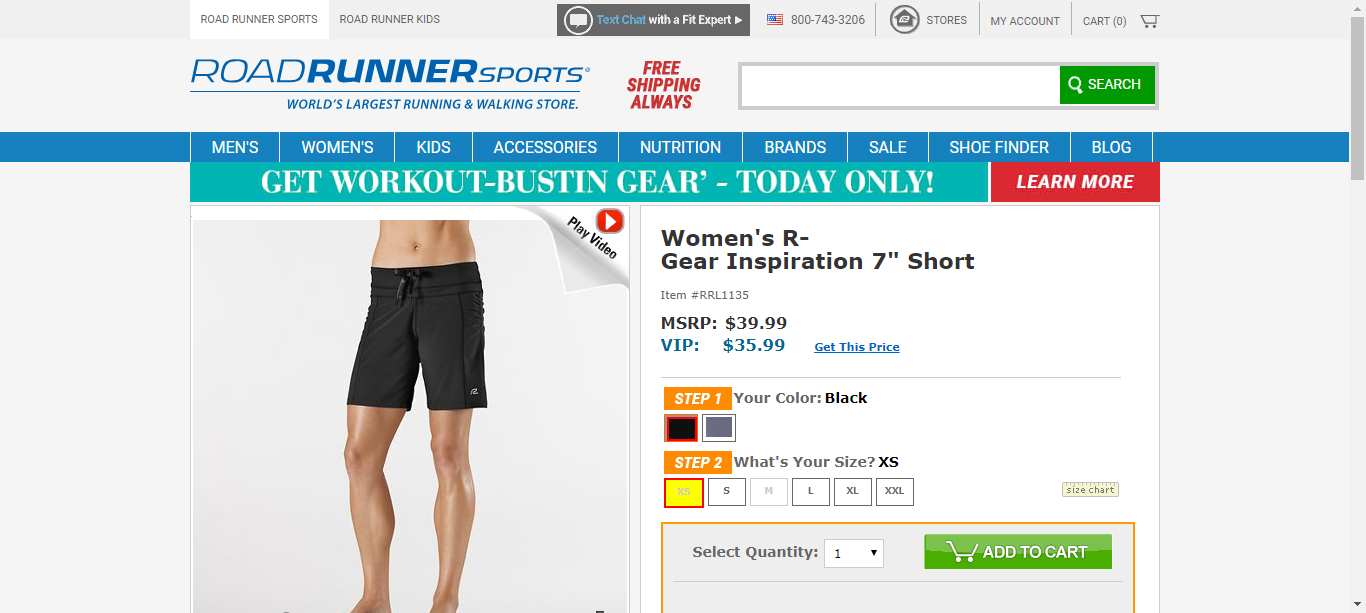 ROAD RUNNER SPORTS
ROAD RUNNER KIDS
Text Chat with a Fit Expert
800-743-3206
STORES
MY ACCOUNT
CART (0)
ROADRUNNERSPORTS®
WORLD'S LARGEST RUNNING & WALKING STORE.
FREE
SHIPPING
ALWAYS
SEARCH
MEN'S
WOMEN'S
KIDS
ACCESSORIES
NUTRITION
BRANDS
SALE
SHOE FINDER
BLOG
GET WORKOUT-BUSTIN GEAR’ - TODAY ONLY!
LEARN MORE
Play Video
Women's R-
Gear Inspiration 7" Short
Item #RRL1135
MSRP: $39.99
VIP: $35.99 Get This Price
STEP 1 Your Color: Black
STEP 2 What's Your Size? XS
XS S M L XL XXL
size chart
Select Quantity: 1
ADD TO CART